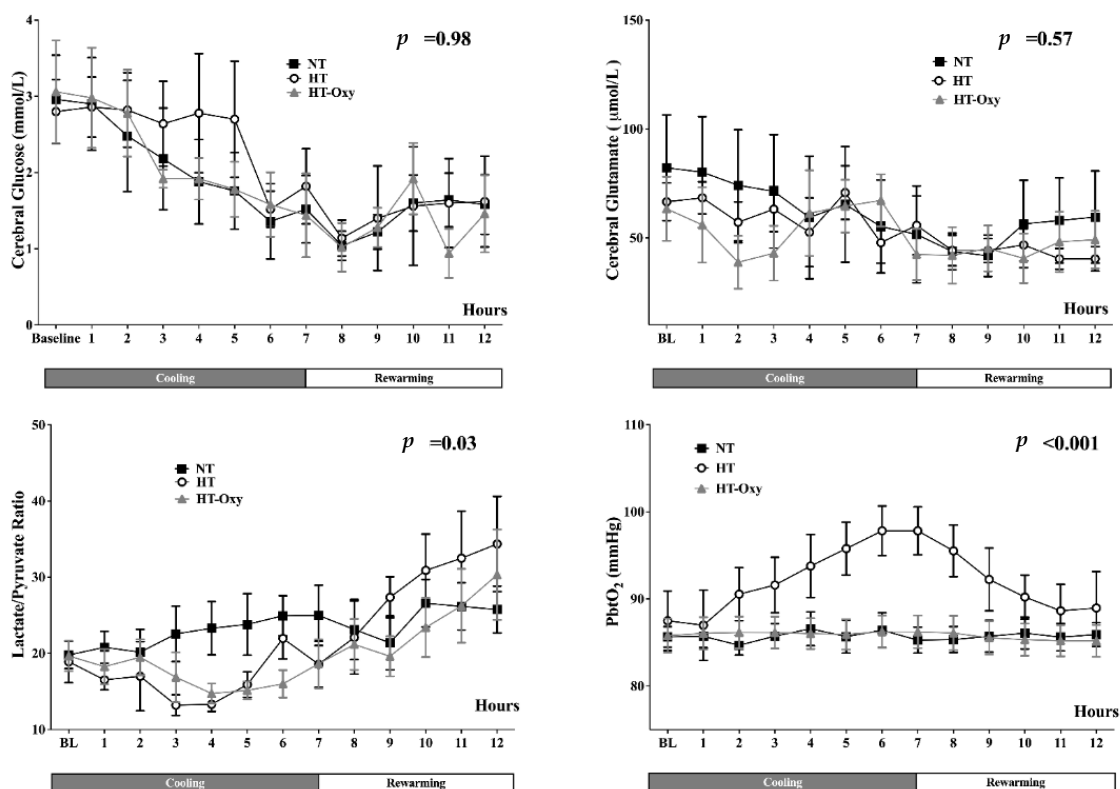 Cerebral Glucose (mmol/L)
4
3
2
1
0
p =0.98
NT
HT
HT-Oxy
Hours
Baseline 1 2 3 4 5 6 7 8 9 10 11 12
Cooling Rewarming
Cerebral Glutamate ( μmol/L)
150
100
50
p =0.57
NT
HT
HT-Oxy
Hours
BL 1 2 3 4 5 6 7 8 9 10 11 12
Cooling Rewarming
Lactate/Pyruvate Ratio
50
40
30
20
10
p =0.03
NT
HT
HT-Oxy
Hours
BL 1 2 3 4 5 6 7 8 9 10 11 12
Cooling Rewarming
PbtO2 (mmHg)
110
100
90
80
p <0.001
NT
HT
HT-Oxy
Hours
BL 1 2 3 4 5 6 7 8 9 10 11 12
Cooling Rewarming